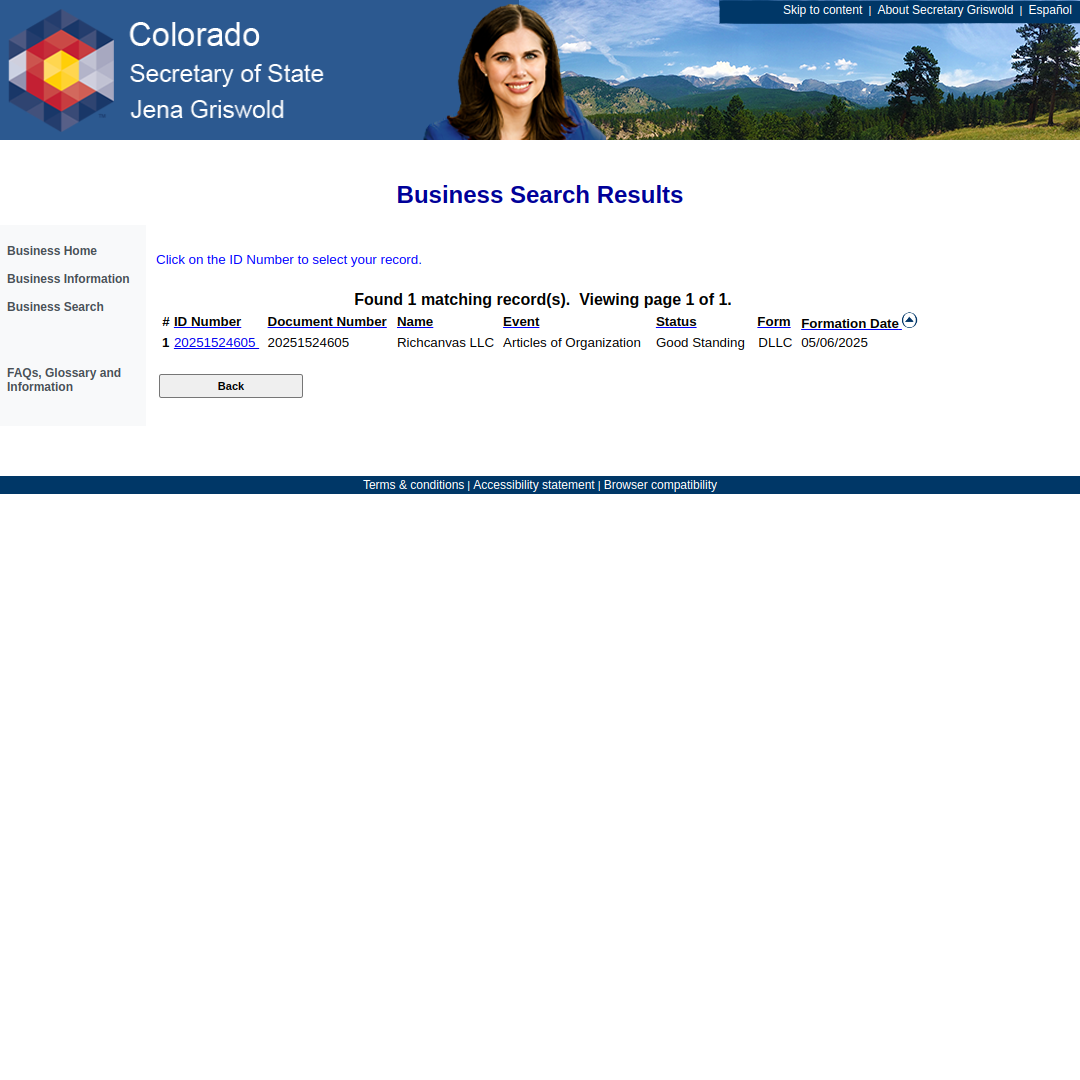 Skip to content | About Secretary Griswold | Español
Colorado
Secretary of State
Jena Griswold
Business Search Results
Business Home
Business Information
Business Search
FAQs, Glossary and
Information
Click on the ID Number to select your record.
Found 1 matching record(s).  Viewing page 1 of 1.
# ID Number Document Number Name Event Status Form Formation Date
1 20251524605 20251524605 Richcanvas LLC Articles of Organization Good Standing DLLC 05/06/2025
Back
Terms & conditions | Accessibility statement | Browser compatibility